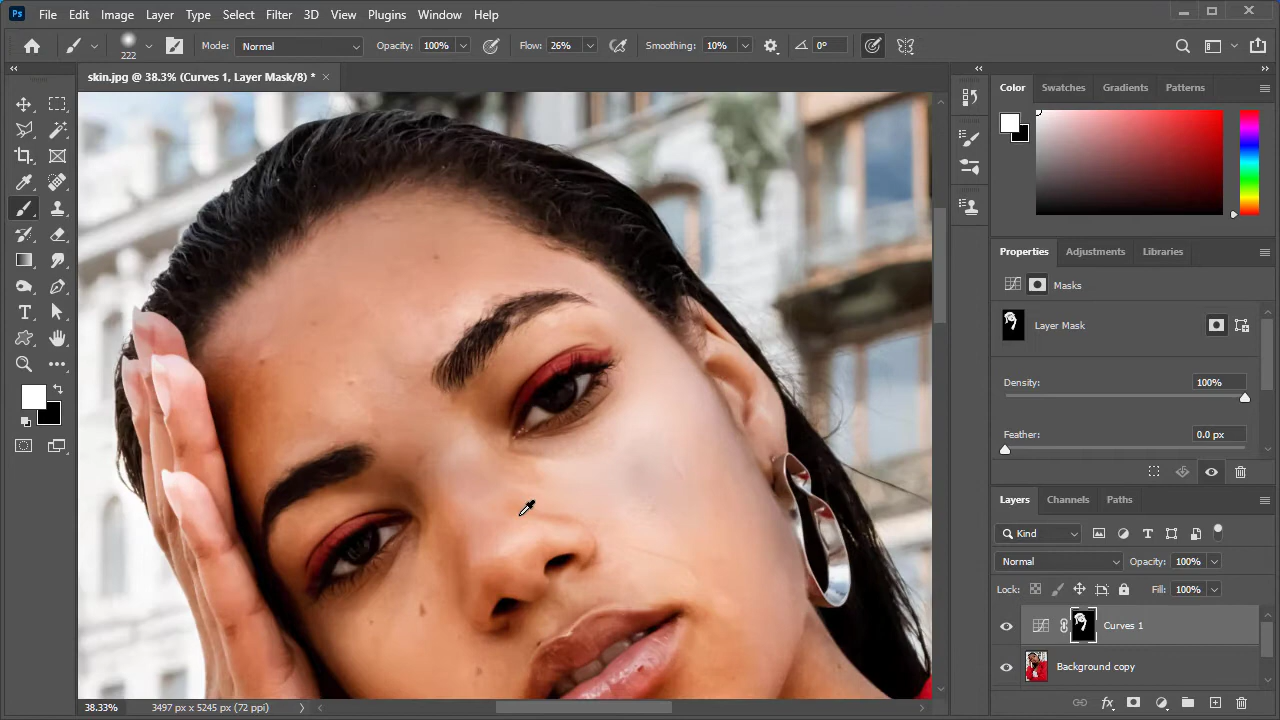 Ps File Edit Image Layer Type Select Filter 3D View Plugins Window Help
222 Mode: Normal Opacity: 100% Flow: 26% Smoothing: 10% 0°
skin.jpg @ 38.3% (Curves 1, Layer Mask/8) *
Color Swatches Gradients Patterns
Properties Adjustments Libraries
Masks
Layer Mask
Density: 100%
Feather: 0.0 px
Layers Channels Paths
Kind
Normal Opacity: 100%
Lock: Fill: 100%
Curves 1
Background copy
38.33% 3497 px x 5245 px (72 ppi)